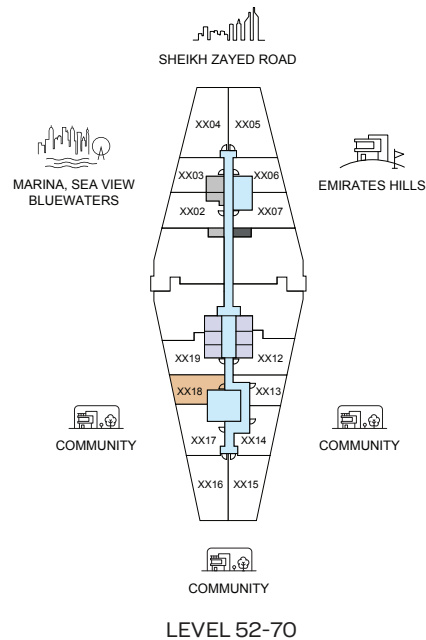 SHEIKH ZAYED ROAD
XX04 XX05
MARINA, SEA VIEW
BLUEWATERS
EMIRATES HILLS
XX03 XX06
XX02 XX07
XX19 XX12
XX18 XX13
COMMUNITY
COMMUNITY
XX17 XX14
XX16 XX15
COMMUNITY
LEVEL 52-70